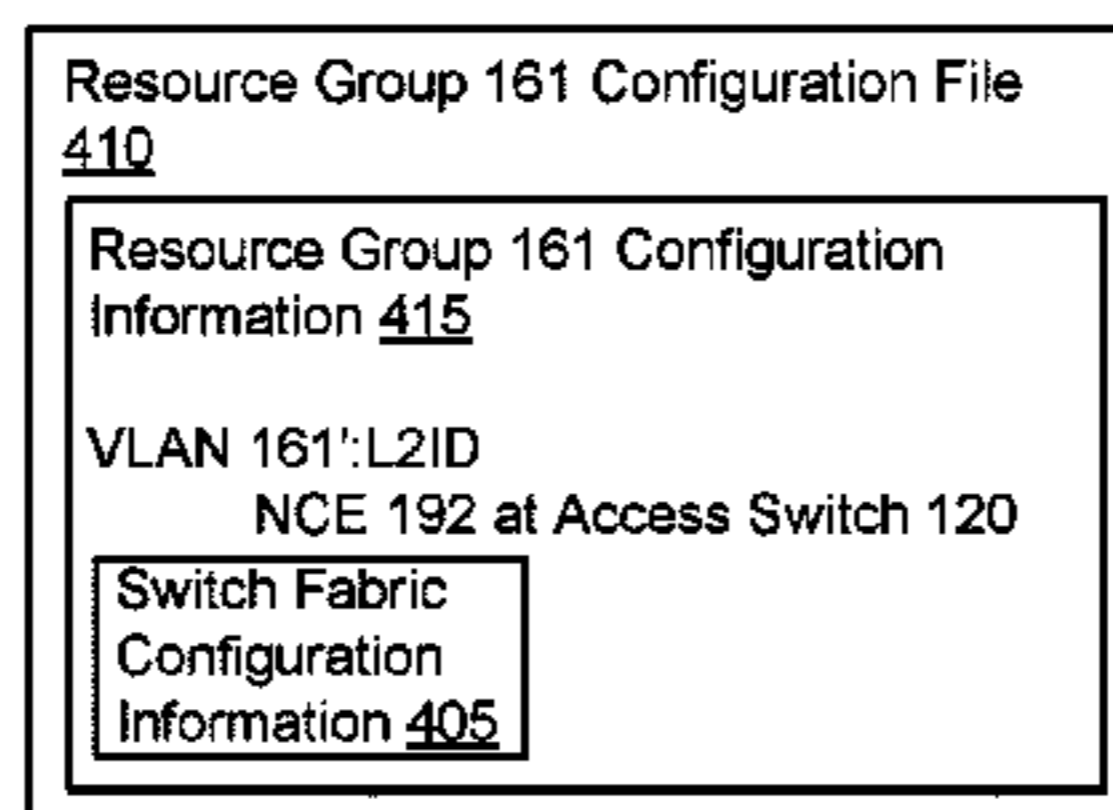 Resource Group 161 Configuration File
410
Resource Group 161 Configuration
Information 415
VLAN 161':L2ID
NCE 192 at Access Switch 120
Switch Fabric
Configuration
Information 405